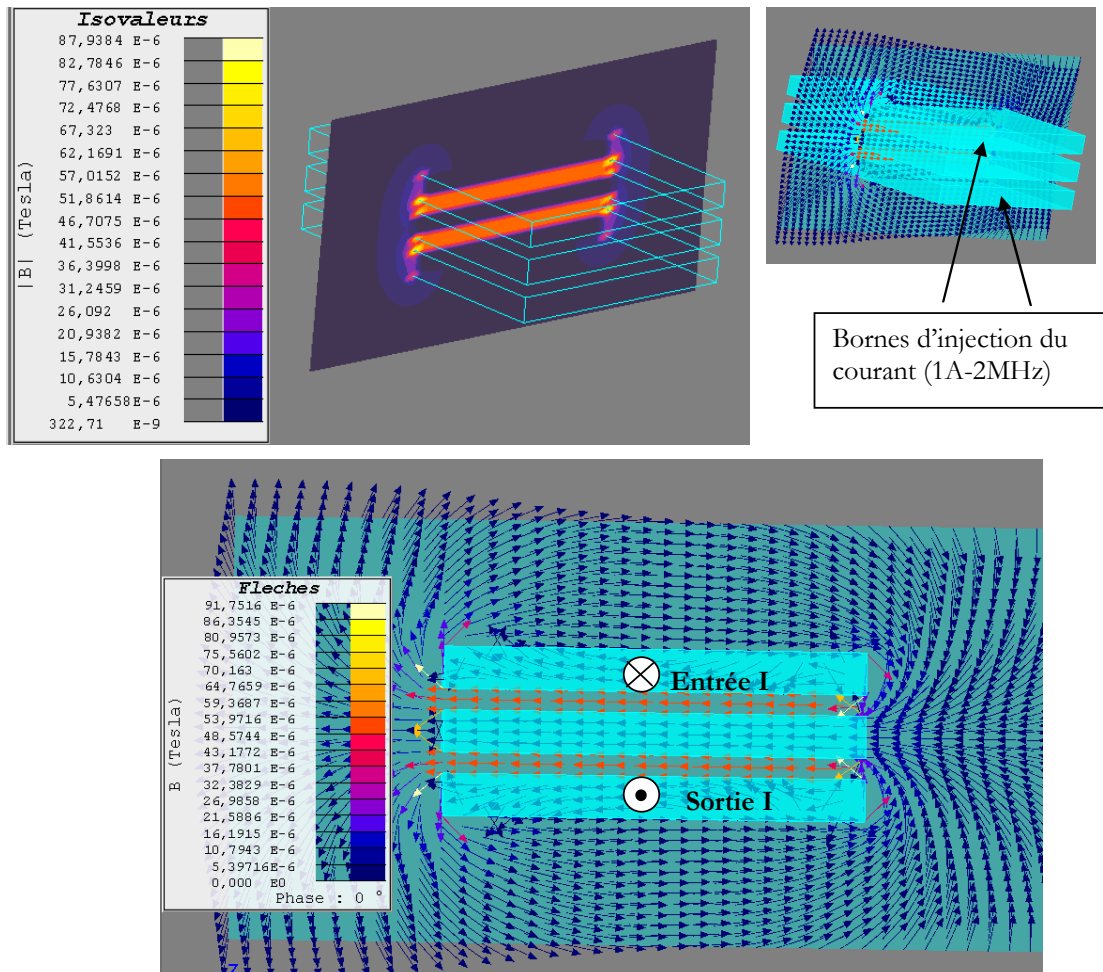 Isovaleurs
87,9384 E-6
82,7846 E-6
77,6307 E-6
72,4768 E-6
67,323 E-6
62,1691 E-6
57,0152 E-6
51,8614 E-6
46,7075 E-6
41,5536 E-6
36,3998 E-6
31,2459 E-6
26,092 E-6
20,9382 E-6
15,7843 E-6
10,6304 E-6
5,47658E-6
322,71 E-9
|B| (Tesla)
Bornes d'injection du
courant (1A-2MHz)
Fleches
91,7516 E-6
86,3545 E-6
80,9573 E-6
75,5602 E-6
70,163 E-6
64,7659 E-6
59,3687 E-6
53,9716 E-6
48,5744 E-6
43,1772 E-6
37,7801 E-6
32,3829 E-6
26,9858 E-6
21,5886 E-6
16,1915 E-6
10,7943 E-6
5,39716E-6
0,000 E0
Phase : 0 °
B (Tesla)
Entrée I
Sortie I
Z